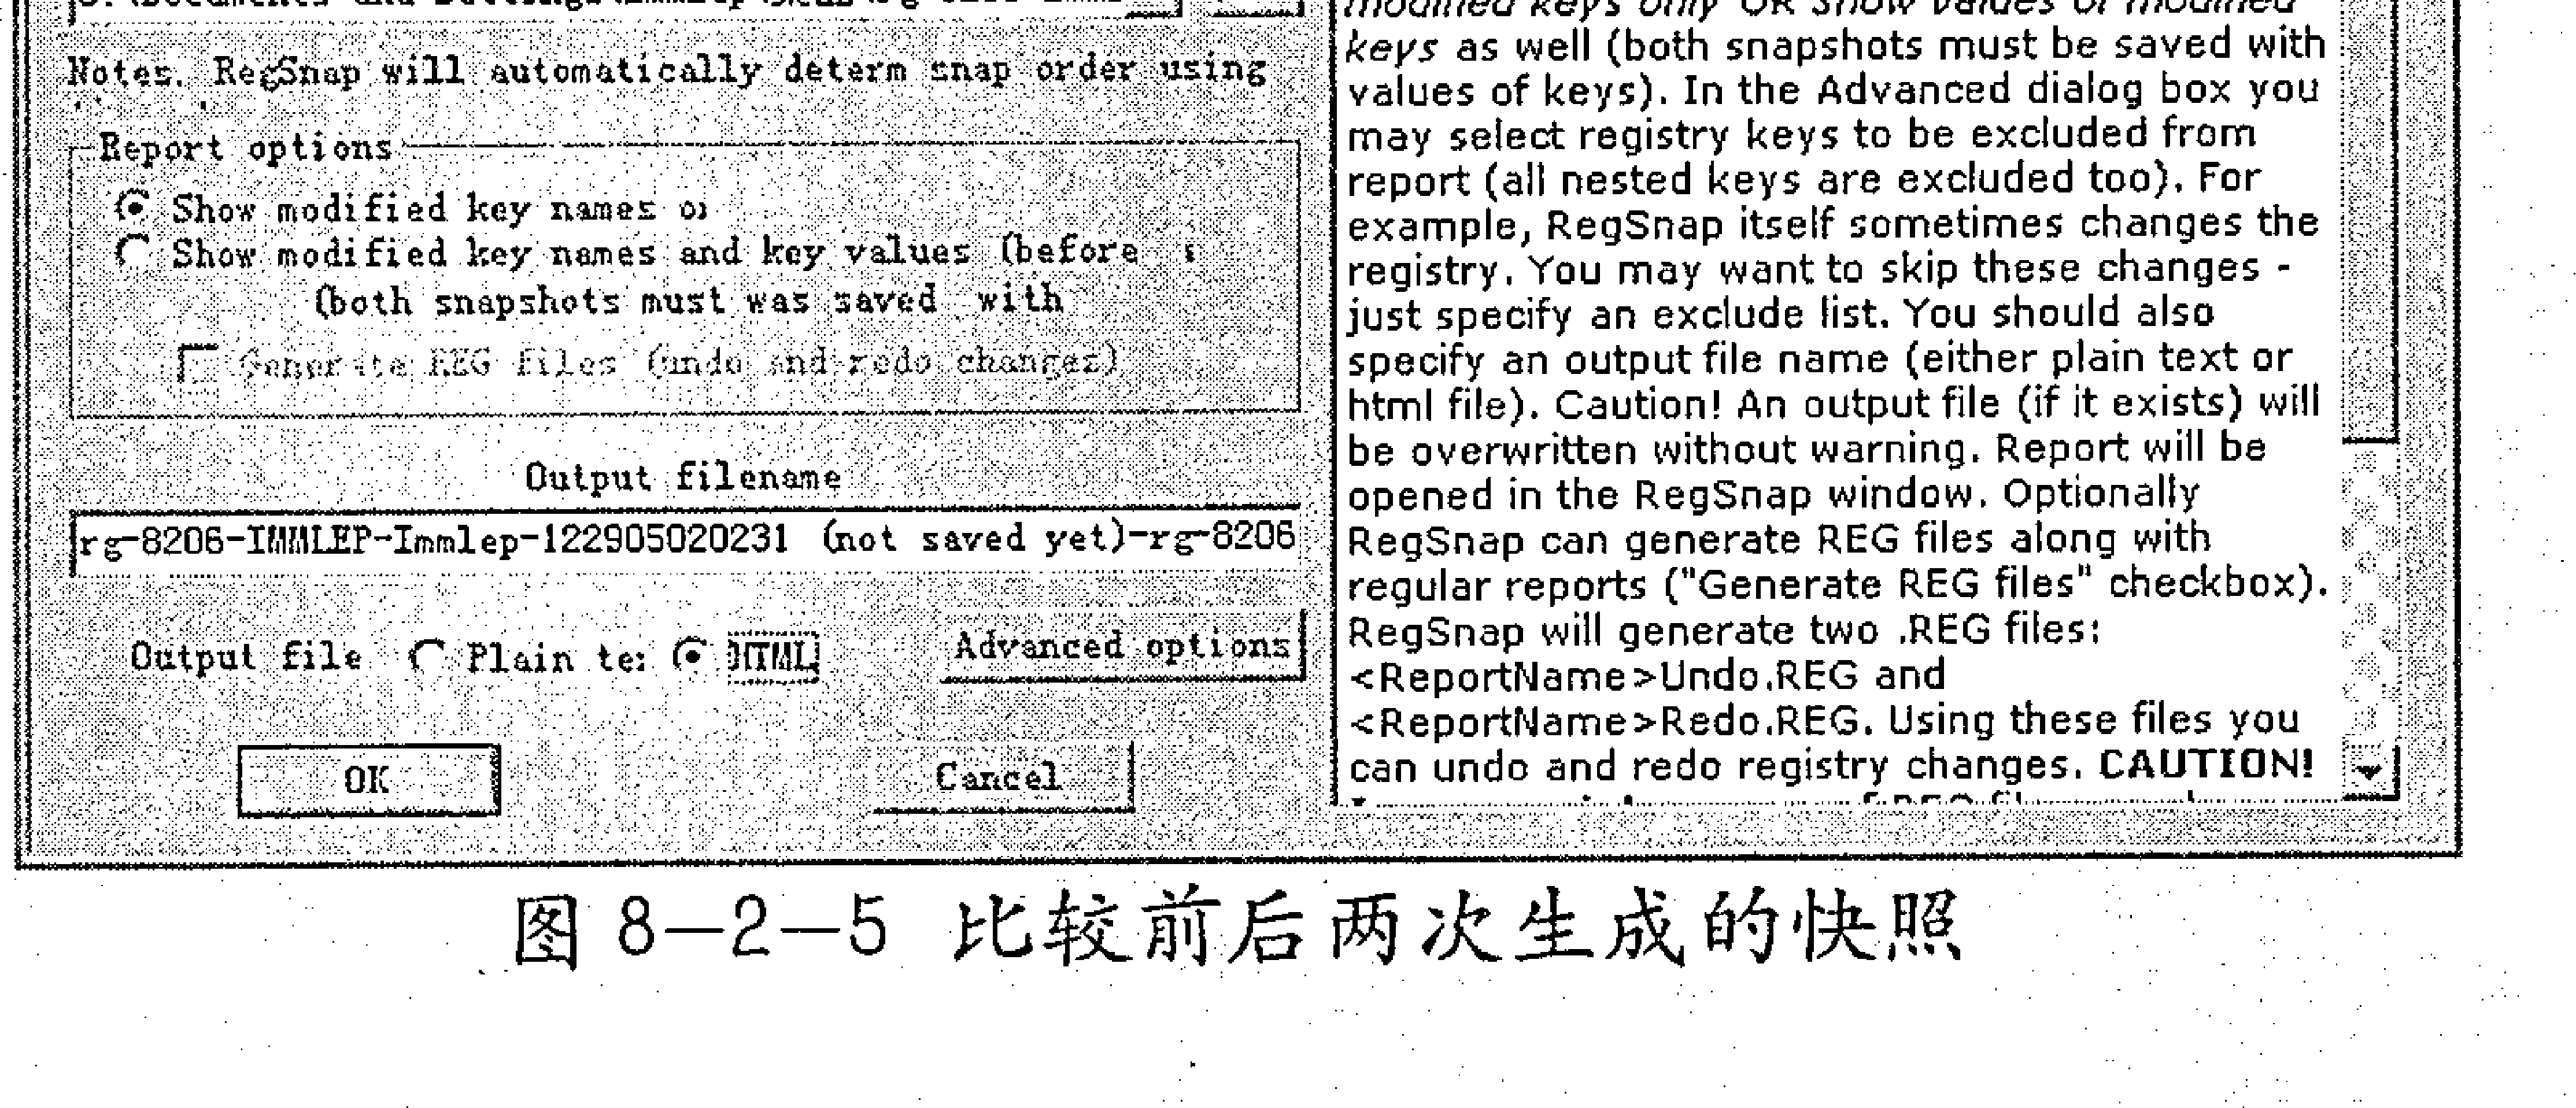 Notes. RegSnap will automatically determ snap order using
Report options
Show modified key names
Show modified key names and key values (before
(both snapshots must was saved with
Generate REG files (undo and redo changes)
Output filename
rg-8206-IMMLEP-Immlep-122905020231 (not saved yet)-rg-8206
Output file Plain te: HTML Advanced options
OK Cancel
modified keys only OR Show values of modified
keys as well (both snapshots must be saved with
values of keys). In the Advanced dialog box you
may select registry keys to be excluded from
report (all nested keys are excluded too). For
example, RegSnap itself sometimes changes the
registry. You may want to skip these changes -
just specify an exclude list. You should also
specify an output file name (either plain text or
html file). Caution! An output file (if it exists) will
be overwritten without warning. Report will be
opened in the RegSnap window. Optionally
RegSnap can generate REG files along with
regular reports ("Generate REG files" checkbox).
RegSnap will generate two .REG files:
<ReportName>Undo.REG and
<ReportName>Redo.REG. Using these files you
can undo and redo registry changes. CAUTION!
图 8—2—5 比较前后两次生成的快照